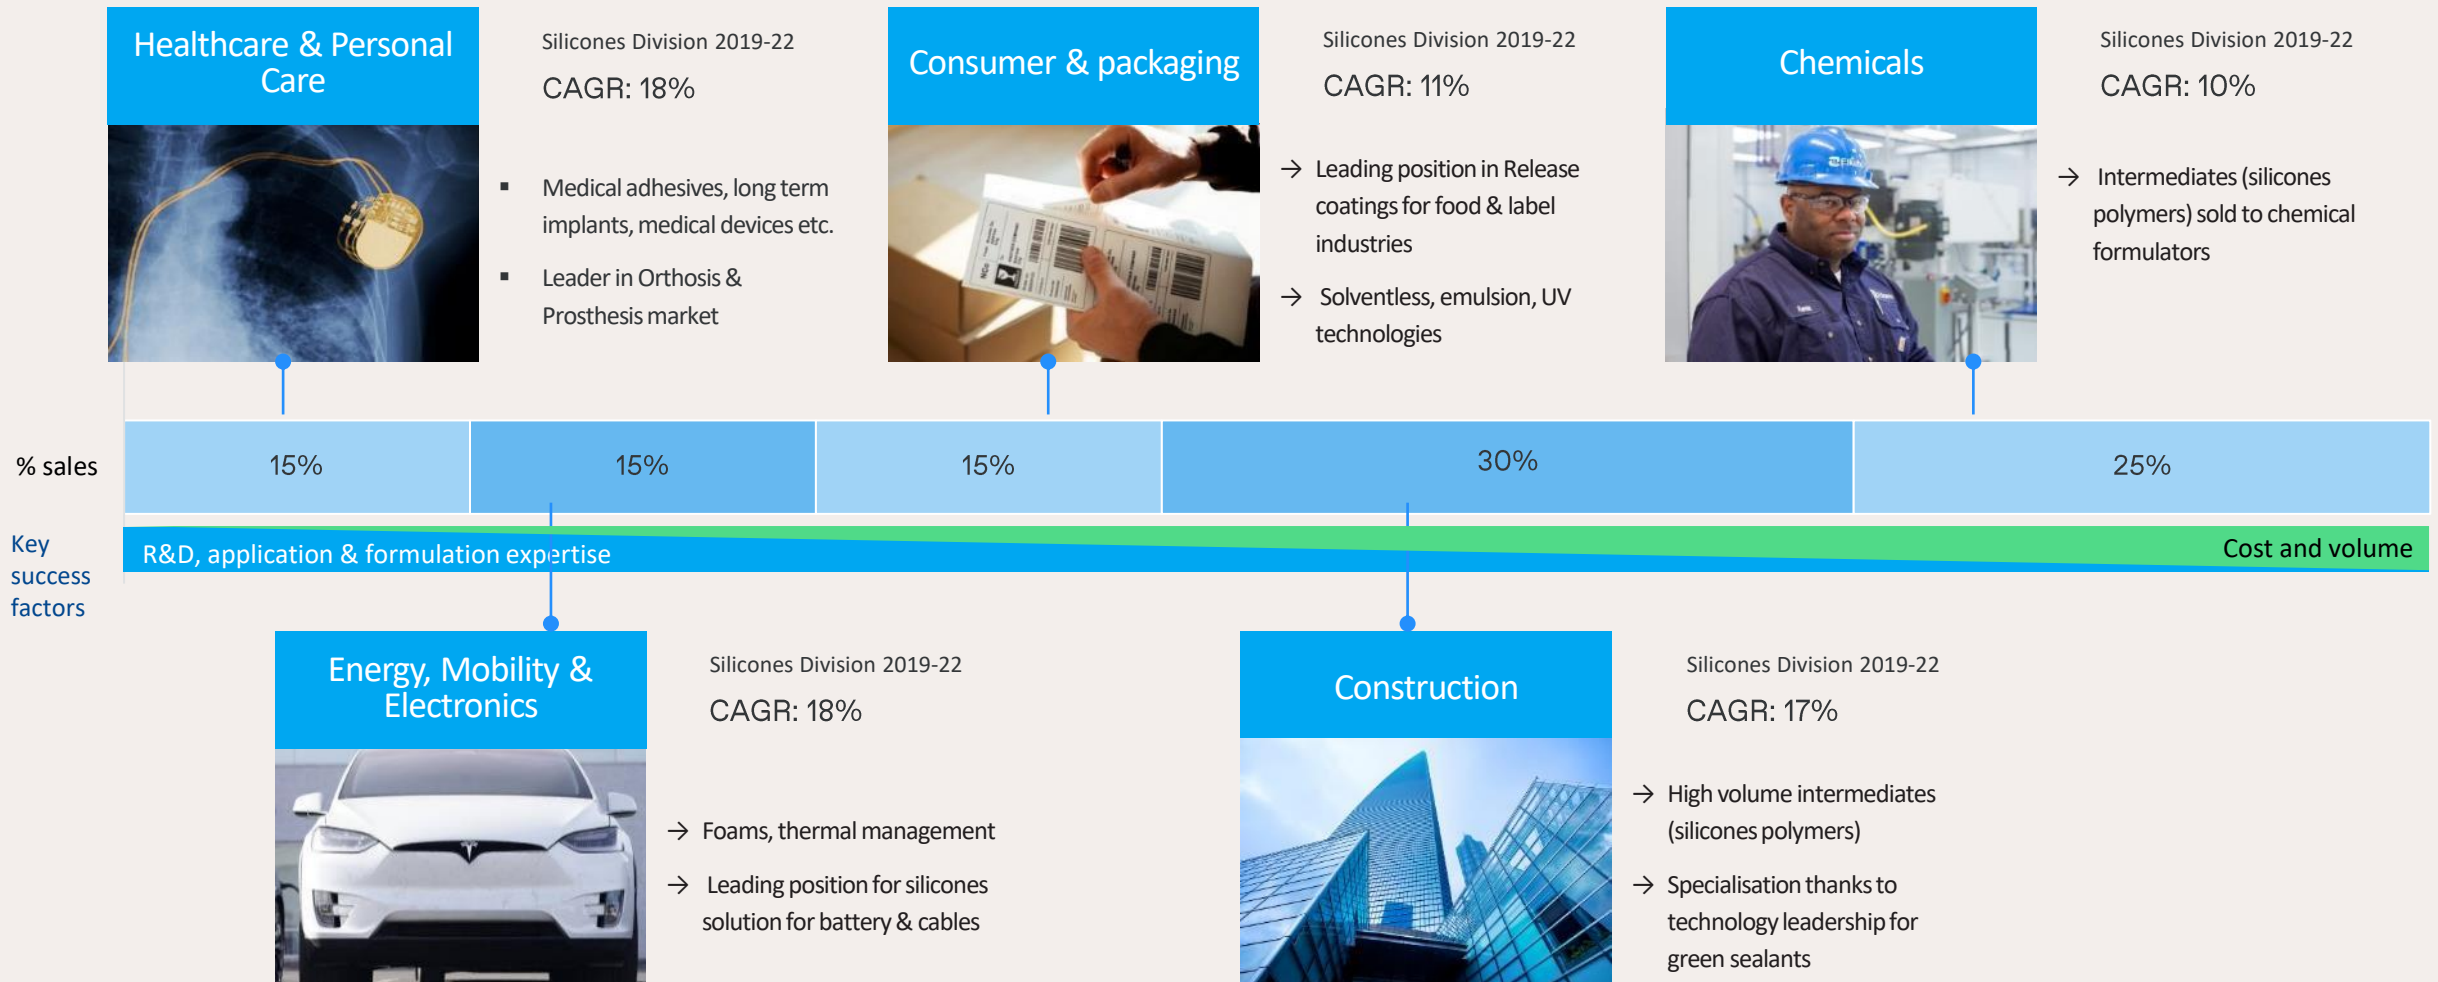 Healthcare & Personal
Care
Silicones Division 2019-22
CAGR: 18%
▪ Medical adhesives, long term
implants, medical devices etc.
▪ Leader in Orthosis &
Prosthesis market
Consumer & packaging
Silicones Division 2019-22
CAGR: 11%
→ Leading position in Release
coatings for food & label
industries
→ Solventless, emulsion, UV
technologies
Chemicals
Silicones Division 2019-22
CAGR: 10%
→ Intermediates (silicones
polymers) sold to chemical
formulators
% sales
15%
15%
15%
30%
25%
Key
success
factors
R&D, application & formulation expertise
Cost and volume
Energy, Mobility &
Electronics
Silicones Division 2019-22
CAGR: 18%
→ Foams, thermal management
→ Leading position for silicones
solution for battery & cables
Construction
Silicones Division 2019-22
CAGR: 17%
→ High volume intermediates
(silicones polymers)
→ Specialisation thanks to
technology leadership for
green sealants